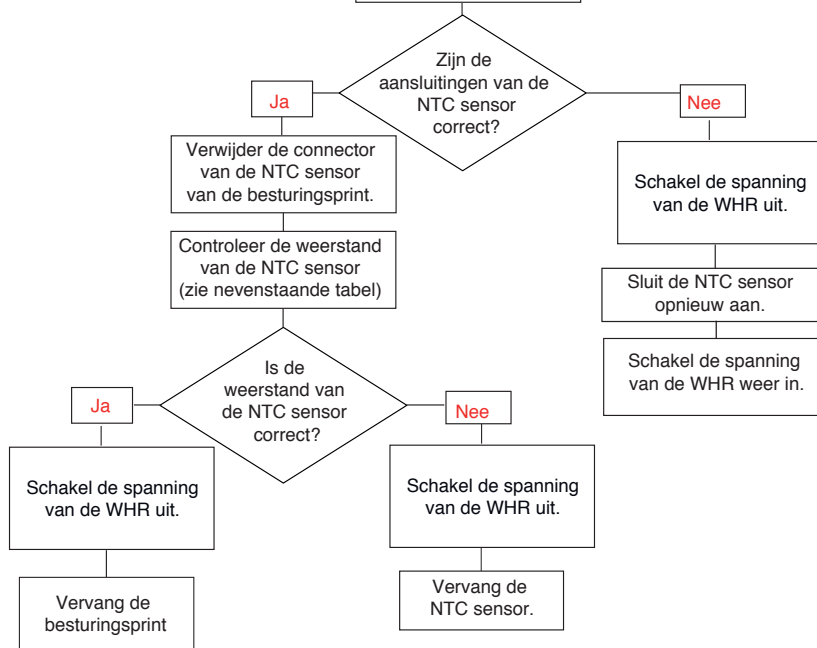 Zijn de
aansluitingen van de
NTC sensor
correct?
Ja
Nee
Verwijder de connector
van de NTC sensor
van de besturingsprint.
Schakel de spanning
van de WHR uit.
Controleer de weerstand
van de NTC sensor
(zie nevenstaande tabel)
Sluit de NTC sensor
opnieuw aan.
Schakel de spanning
van de WHR weer in.
Is de
weerstand van
de NTC sensor
correct?
Ja
Nee
Schakel de spanning
van de WHR uit.
Schakel de spanning
van de WHR uit.
Vervang de
besturingsprint
Vervang de
NTC sensor.